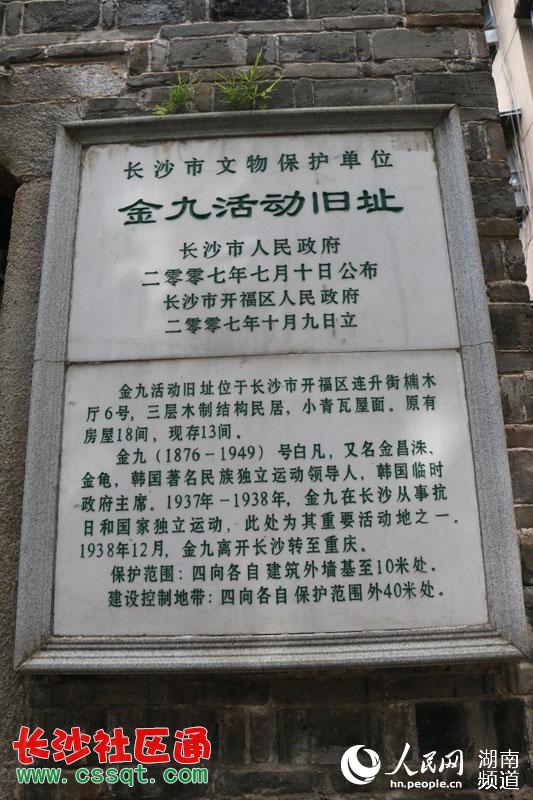 长沙市文物保护单位
金九活动旧址
长沙市人民政府
二零零七年七月十日公布
长沙市开福区人民政府
二零零七年十月九日立
金九活动旧址位于长沙市开福区连升街楠木
厅6号，三层木制结构民居，小青瓦屋面。原有
房屋18间，现存13间。
金九（1876－1949）号白凡，又名金昌洙、
金龟，韩国著名民族独立运动领导人，韩国临时
政府主席。1937年－1938年，金九在长沙从事抗
日和国家独立运动，此处为其重要活动地之一。
1938年12月，金九离开长沙转至重庆。
保护范围：四向各自建筑外墙基至10米处。
建设控制地带：四向各自保护范围外40米处。
长沙社区通
www.cssqt.com
人民网
hn.people.cn
湖南
频道